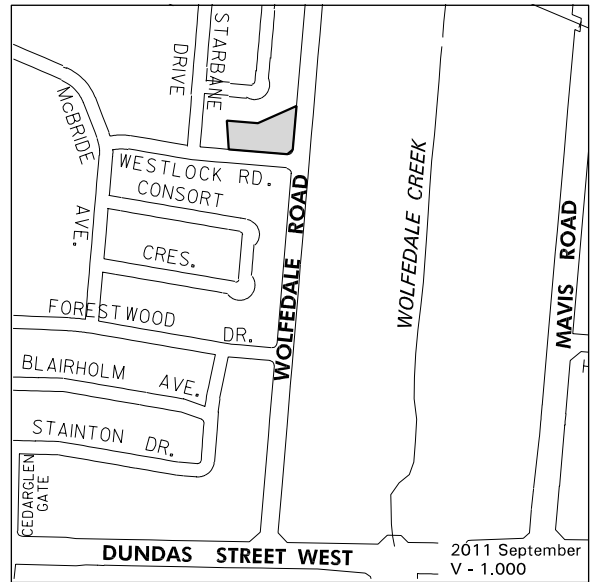 STARBANE
DRIVE
McBRIDE
AVE.
WESTLOCK RD.
CONSORT
CRES.
WOLFEDALE ROAD
WOLFEDALE CREEK
MAVIS ROAD
FORESTWOOD DR.
BLAIRHOLM AVE.
STAINTON DR.
CEDARGLEN
GATE
DUNDAS STREET WEST
2011 September
V - 1.000